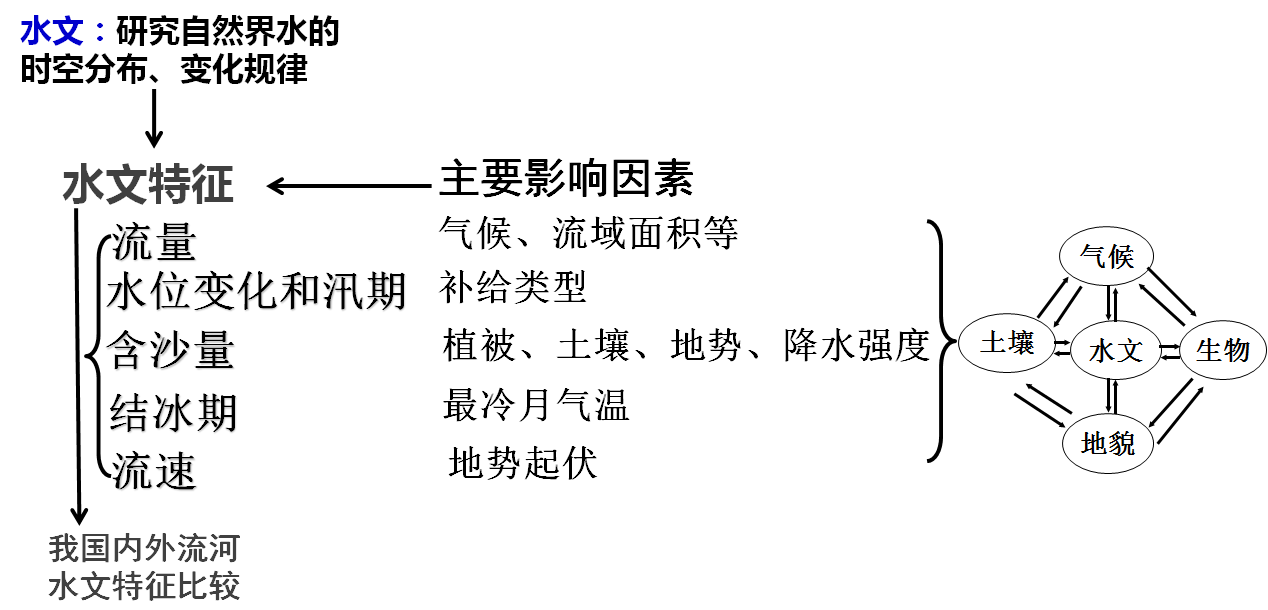 水文：研究自然界水的
时空分布、变化规律
水文特征
主要影响因素
流量
气候、流域面积等
水位变化和汛期
补给类型
含沙量
植被、土壤、地势、降水强度
结冰期
最冷月气温
流速
地势起伏
气候
土壤
水文
生物
地貌
我国内外流河
水文特征比较